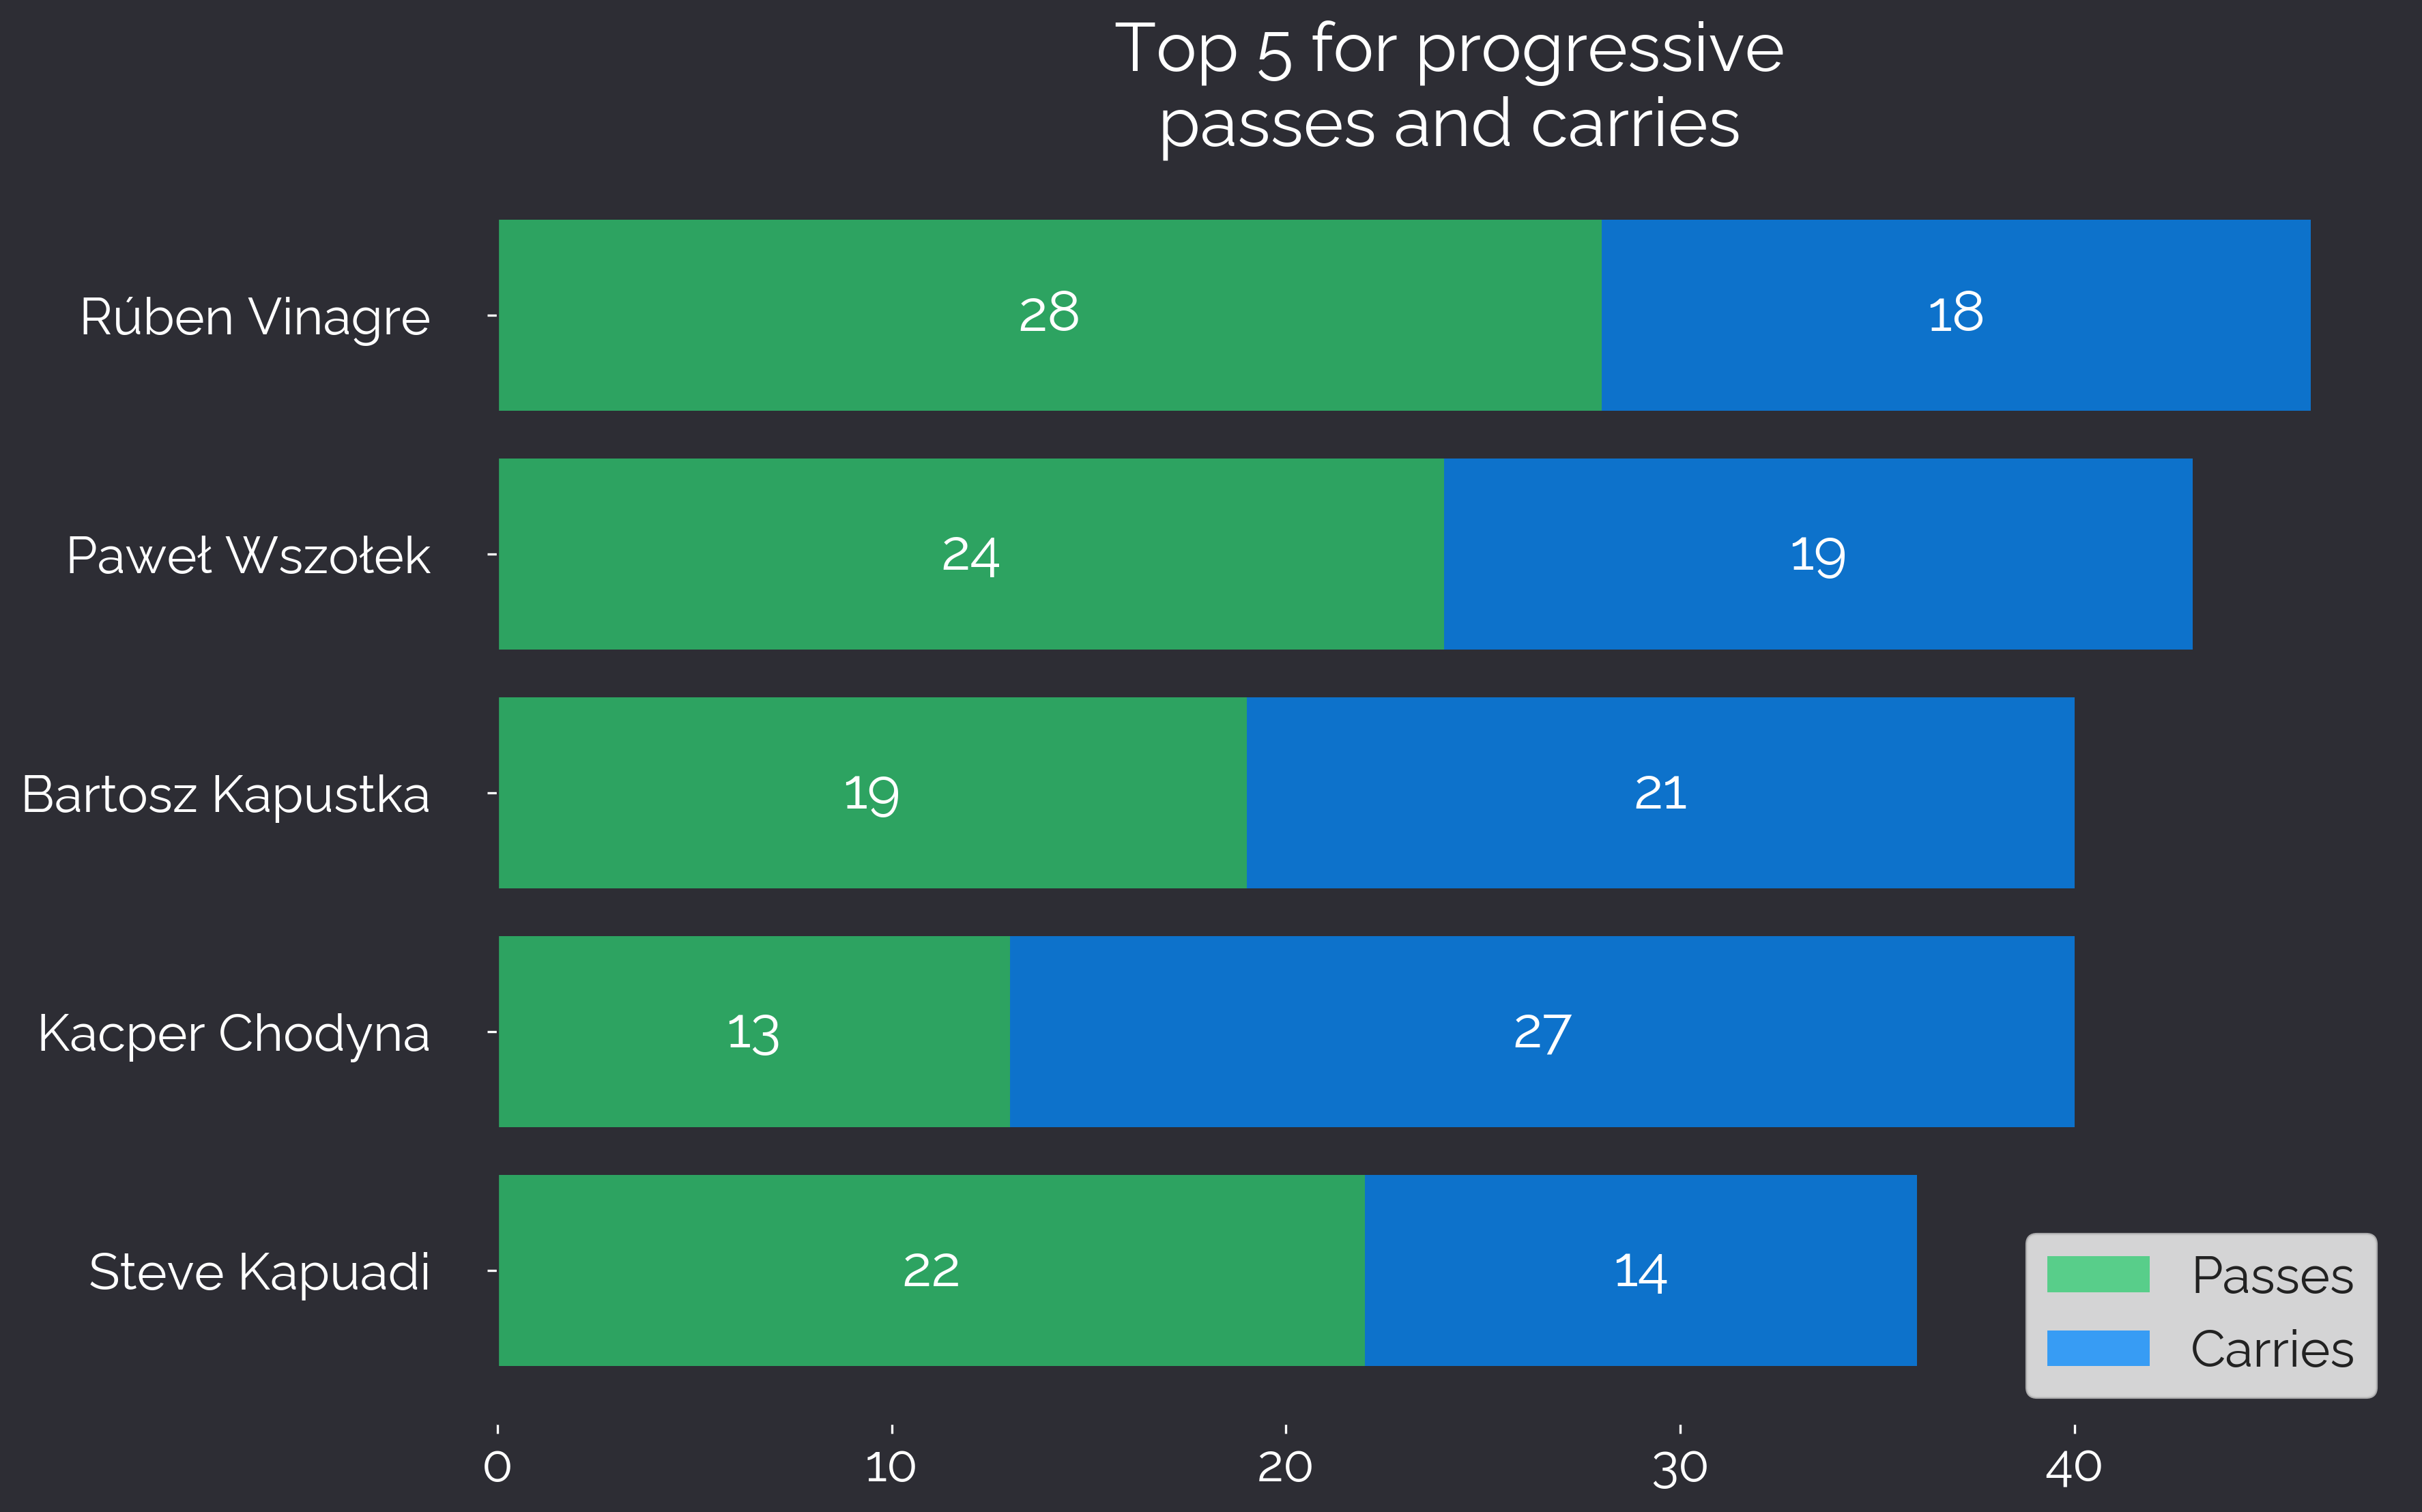 Top 5 for progressive
passes and carries
Rúben Vinagre
28
18
Paweł Wszołek
24
19
Bartosz Kapustka
19
21
Kacper Chodyna
13
27
Steve Kapuadi
22
14
Passes
Carries
0
10
20
30
40